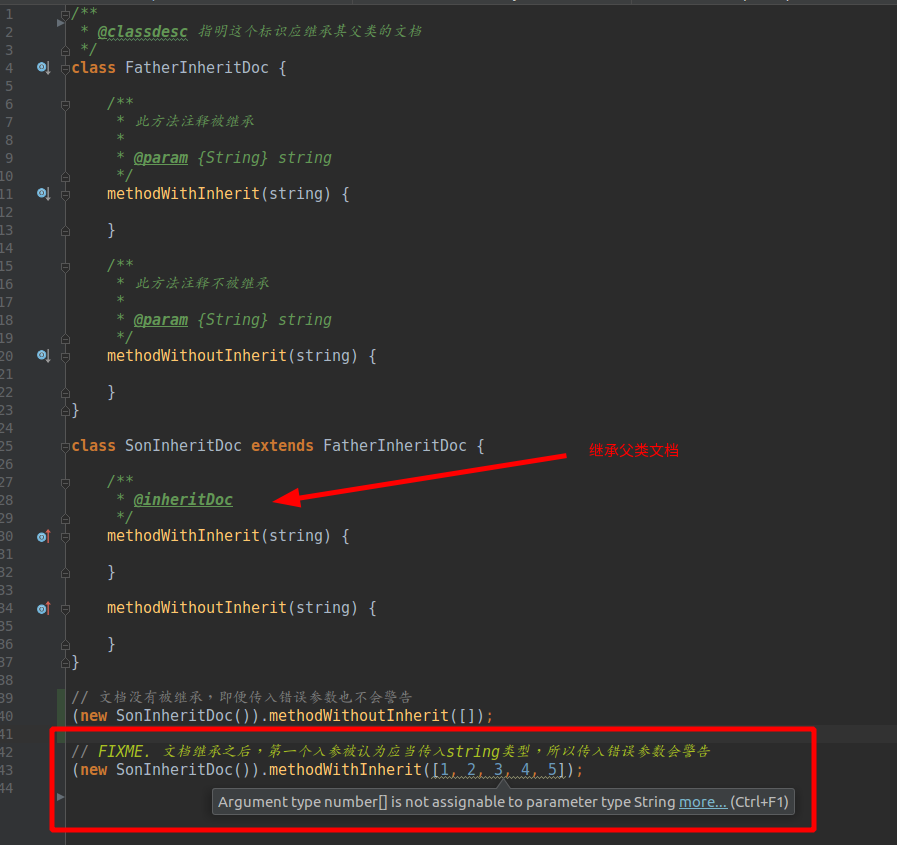 1 /**
2 * @classdesc 指明这个标识应继承其父类的文档
3 */
4 class FatherInheritDoc {
5
6 /**
7 * 此方法注释被继承
8 *
9 * @param {String} string
10 */
11 methodWithInherit(string) {
12
13 }
14
15 /**
16 * 此方法注释不被继承
17 *
18 * @param {String} string
19 */
20 methodWithoutInherit(string) {
21
22 }
23 }
24
25 class SonInheritDoc extends FatherInheritDoc {
继承父类文档
26
27 /**
28 * @inheritDoc
29 */
30 methodWithInherit(string) {
31
32 }
33
34 methodWithoutInherit(string) {
35
36 }
37 }
38
39 // 文档没有被继承，即便传入错误参数也不会警告
40 (new SonInheritDoc()).methodWithoutInherit([]);
41
42 // FIXME. 文档继承之后，第一个入参被认为应当传入string类型，所以传入错误参数会警告
43 (new SonInheritDoc()).methodWithInherit([1, 2, 3, 4, 5]);
44
Argument type number[] is not assignable to parameter type String more... (Ctrl+F1)